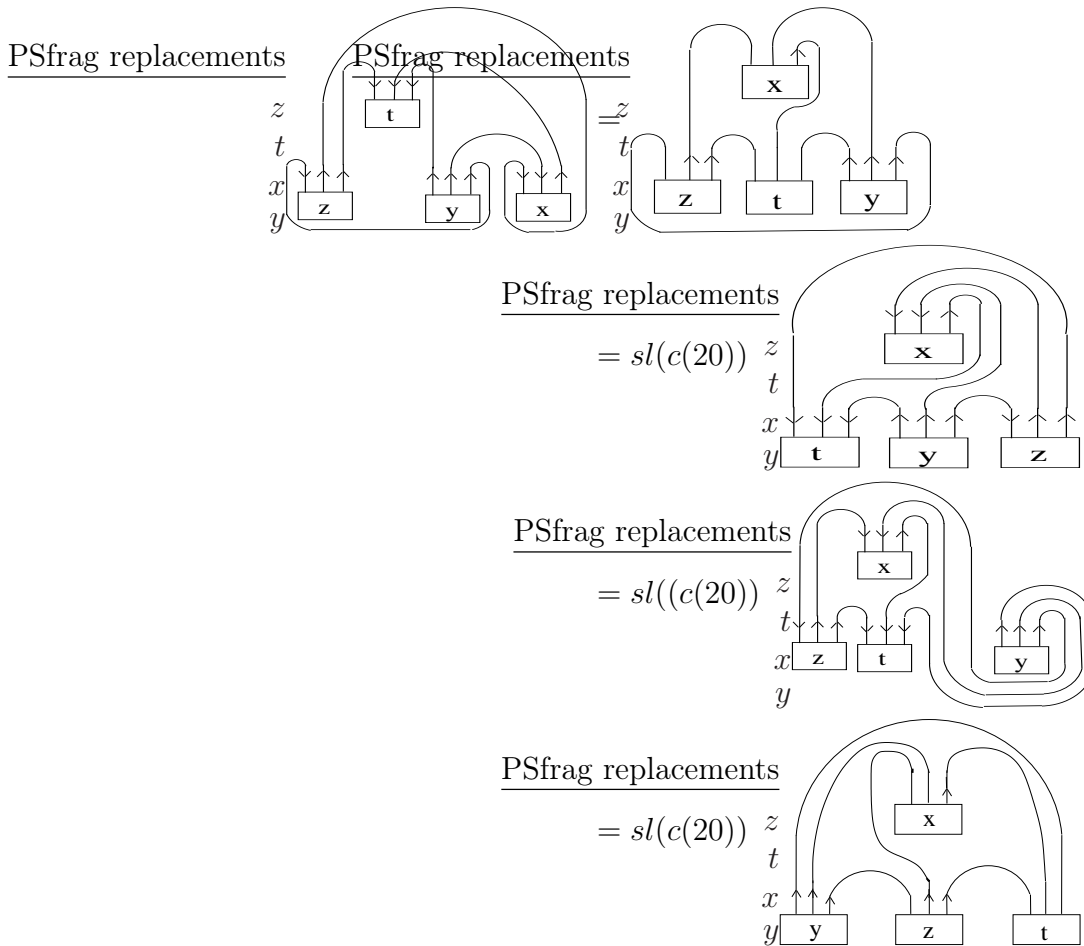 PSfrag replacements PSfrag replacements
x
z t = z
t t
x z y x x z t y
y y
PSfrag replacements
x
= sl(c(20)) z
t
x
y t y z
PSfrag replacements
x
= sl((c(20)) z
t
x z t y
y
PSfrag replacements
x
= sl(c(20)) z
t
x
y y z t